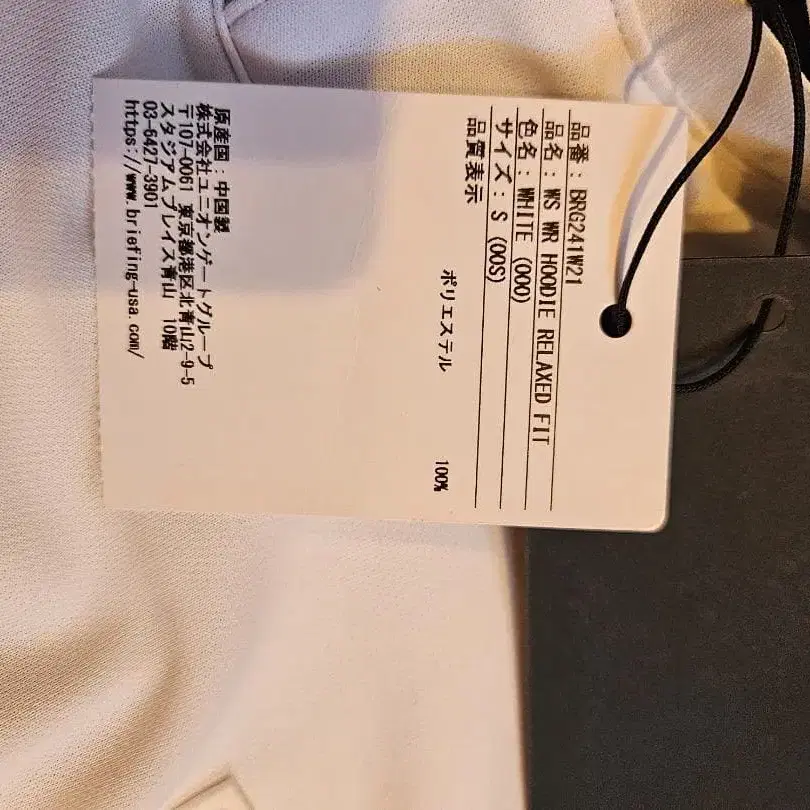 品番：BRG241W21
品名：WS WR HOODIE RELAXED FIT
色名：WHITE (000)
サイズ：S (00S)
品質表示
ポリエステル 100%
原産国：中国製
株式会社ユニオンゲートグループ
〒107-0061 東京都港区北青山2-9-5
スタジアムプレイス青山 10階
03-6427-3901
https://www.briefing-usa.com/